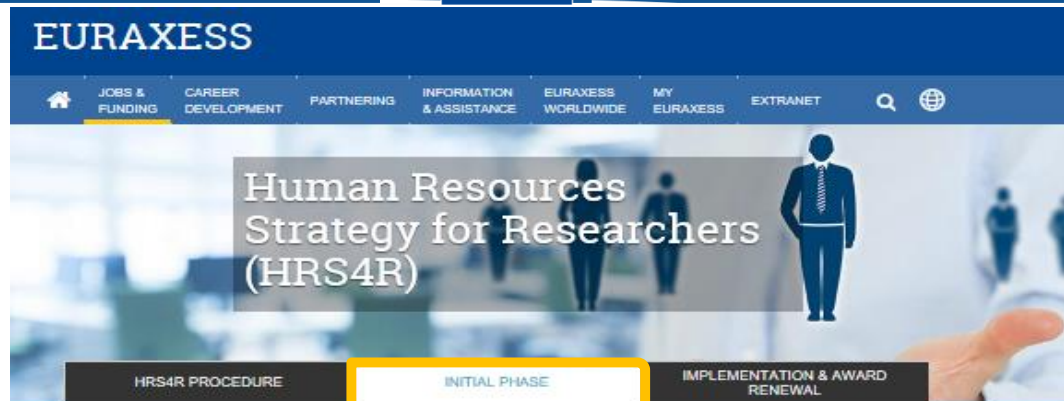 EURAXESS
JOBS &
FUNDING
CAREER
DEVELOPMENT
PARTNERING
INFORMATION
& ASSISTANCE
EURAXESS
WORLDWIDE
MY
EURAXESS
EXTRANET
Human Resources
Strategy for Researchers
(HRS4R)
HRS4R PROCEDURE
INITIAL PHASE
IMPLEMENTATION & AWARD
RENEWAL